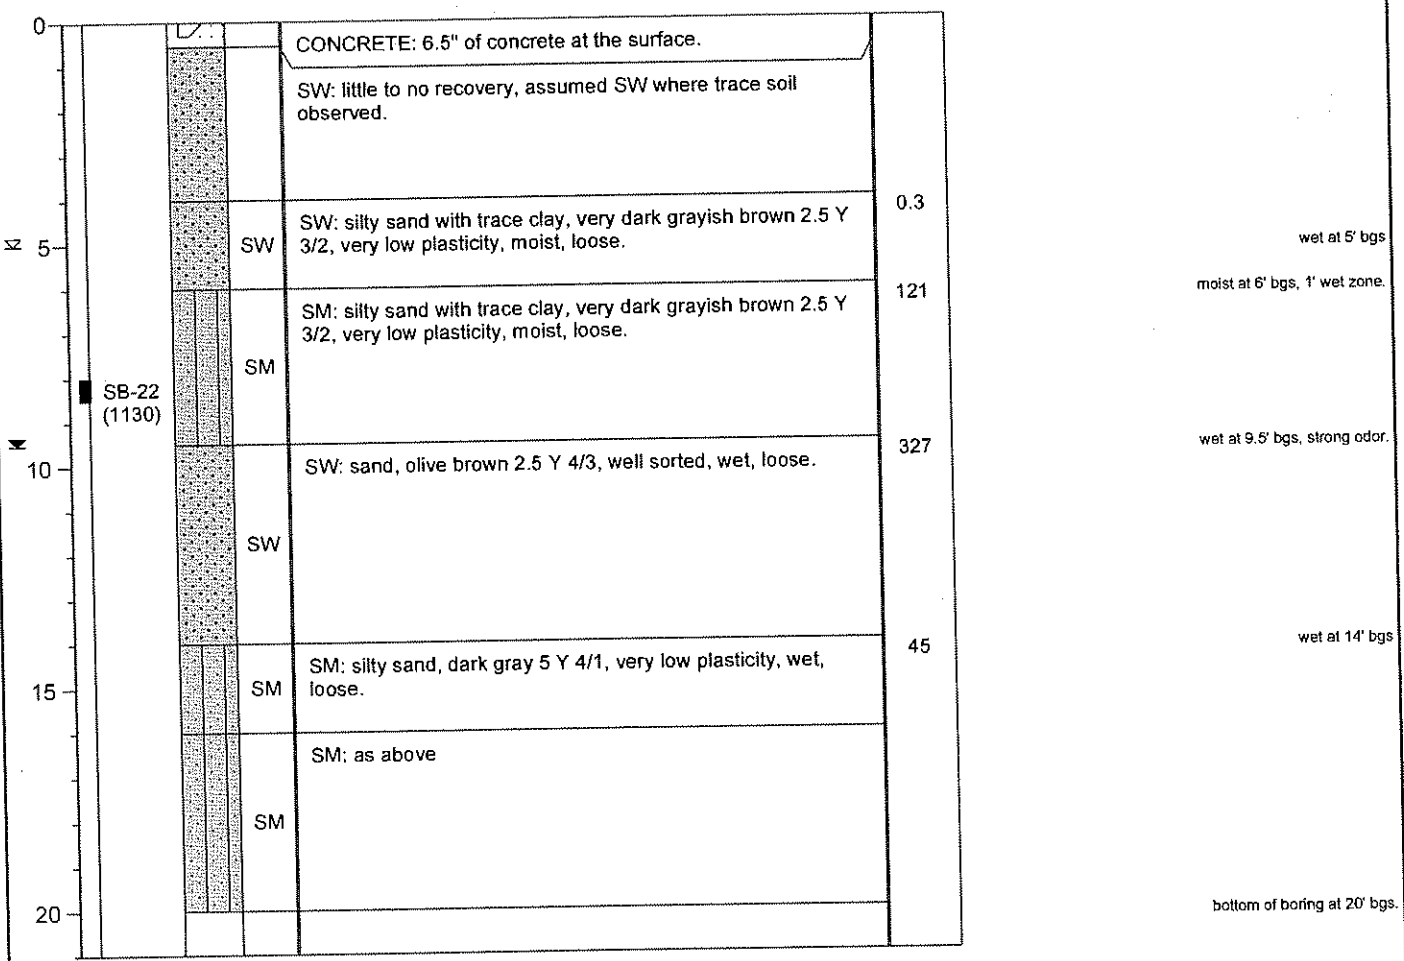 0
CONCRETE: 6.5" of concrete at the surface.
SW: little to no recovery, assumed SW where trace soil
observed.
0.3
SW: silty sand with trace clay, very dark grayish brown 2.5 Y
3/2, very low plasticity, moist, loose.
SW
5
wet at 5' bgs
121
moist at 6' bgs, 1' wet zone.
SM: silty sand with trace clay, very dark grayish brown 2.5 Y
3/2, very low plasticity, moist, loose.
SM
SB-22
(1130)
327
wet at 9.5' bgs, strong odor.
10
SW: sand, olive brown 2.5 Y 4/3, well sorted, wet, loose.
SW
45
wet at 14' bgs
SM: silty sand, dark gray 5 Y 4/1, very low plasticity, wet,
loose.
SM
15
SM: as above
SM
20
bottom of boring at 20' bgs.